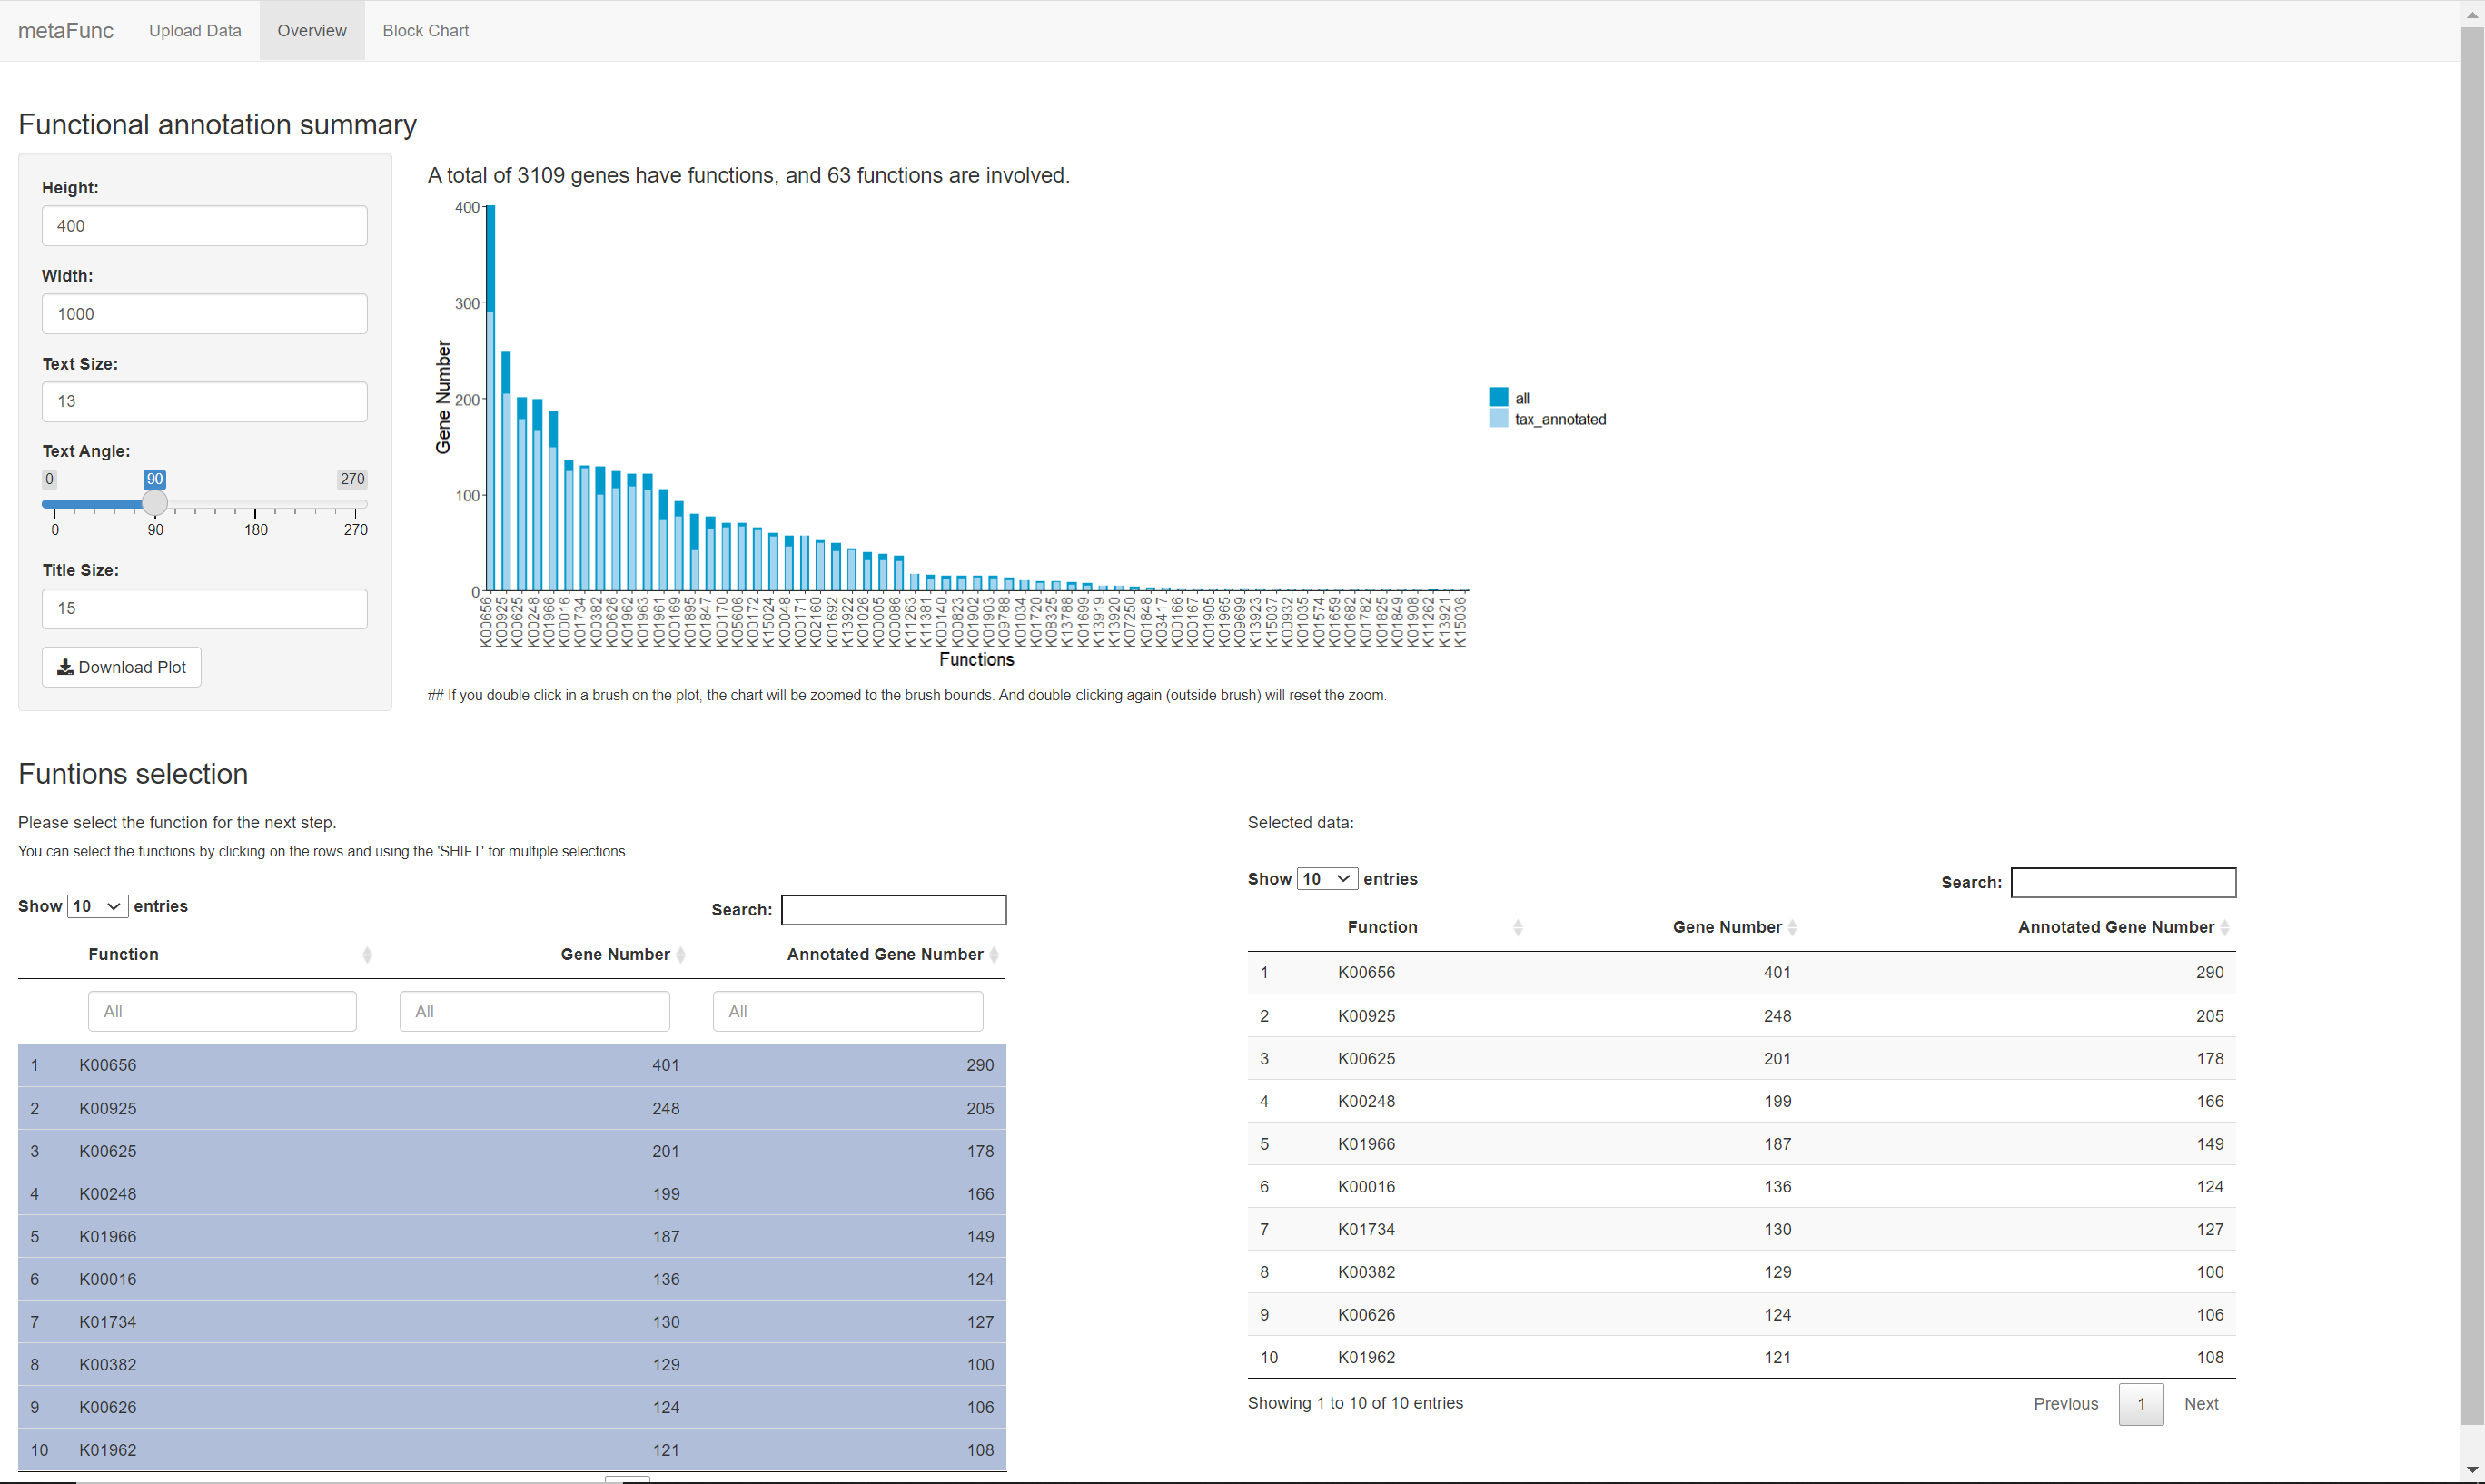 metaFunc Upload Data Overview Block Chart
Functional annotation summary
Height:
400
Width:
1000
Text Size:
13
Text Angle:
0 90 270
0 90 180 270
Title Size:
15
Download Plot
A total of 3109 genes have functions, and 63 functions are involved.
400
300
200
100
0
Gene Number
K00656 K00925 K00625 K00248 K01966 K00016 K01734 K00382 K00626 K01962 K01963 K01961 K00169 K01895 K01847 K00170 K05606 K00172 K15024 K00048 K00171 K02160 K01692 K13922 K01026 K00005 K00086 K11263 K11381 K00140 K00823 K01902 K01903 K09788 K01034 K01720 K08325 K13788 K01699 K13919 K13920 K07250 K01848 K03417 K00166 K00167 K01905 K01965 K09699 K13923 K15037 K00932 K01035 K01574 K01659 K01682 K01782 K01825 K01849 K01908 K11262 K13921 K15036
Functions
all
tax_annotated
## If you double click in a brush on the plot, the chart will be zoomed to the brush bounds. And double-clicking again (outside brush) will reset the zoom.
Funtions selection
Please select the function for the next step.
You can select the functions by clicking on the rows and using the 'SHIFT' for multiple selections.
Show 10 entries
Search:
Function Gene Number Annotated Gene Number
All All All
1 K00656 401 290
2 K00925 248 205
3 K00625 201 178
4 K00248 199 166
5 K01966 187 149
6 K00016 136 124
7 K01734 130 127
8 K00382 129 100
9 K00626 124 106
10 K01962 121 108
Selected data:
Show 10 entries
Search:
Function Gene Number Annotated Gene Number
1 K00656 401 290
2 K00925 248 205
3 K00625 201 178
4 K00248 199 166
5 K01966 187 149
6 K00016 136 124
7 K01734 130 127
8 K00382 129 100
9 K00626 124 106
10 K01962 121 108
Showing 1 to 10 of 10 entries
Previous 1 Next